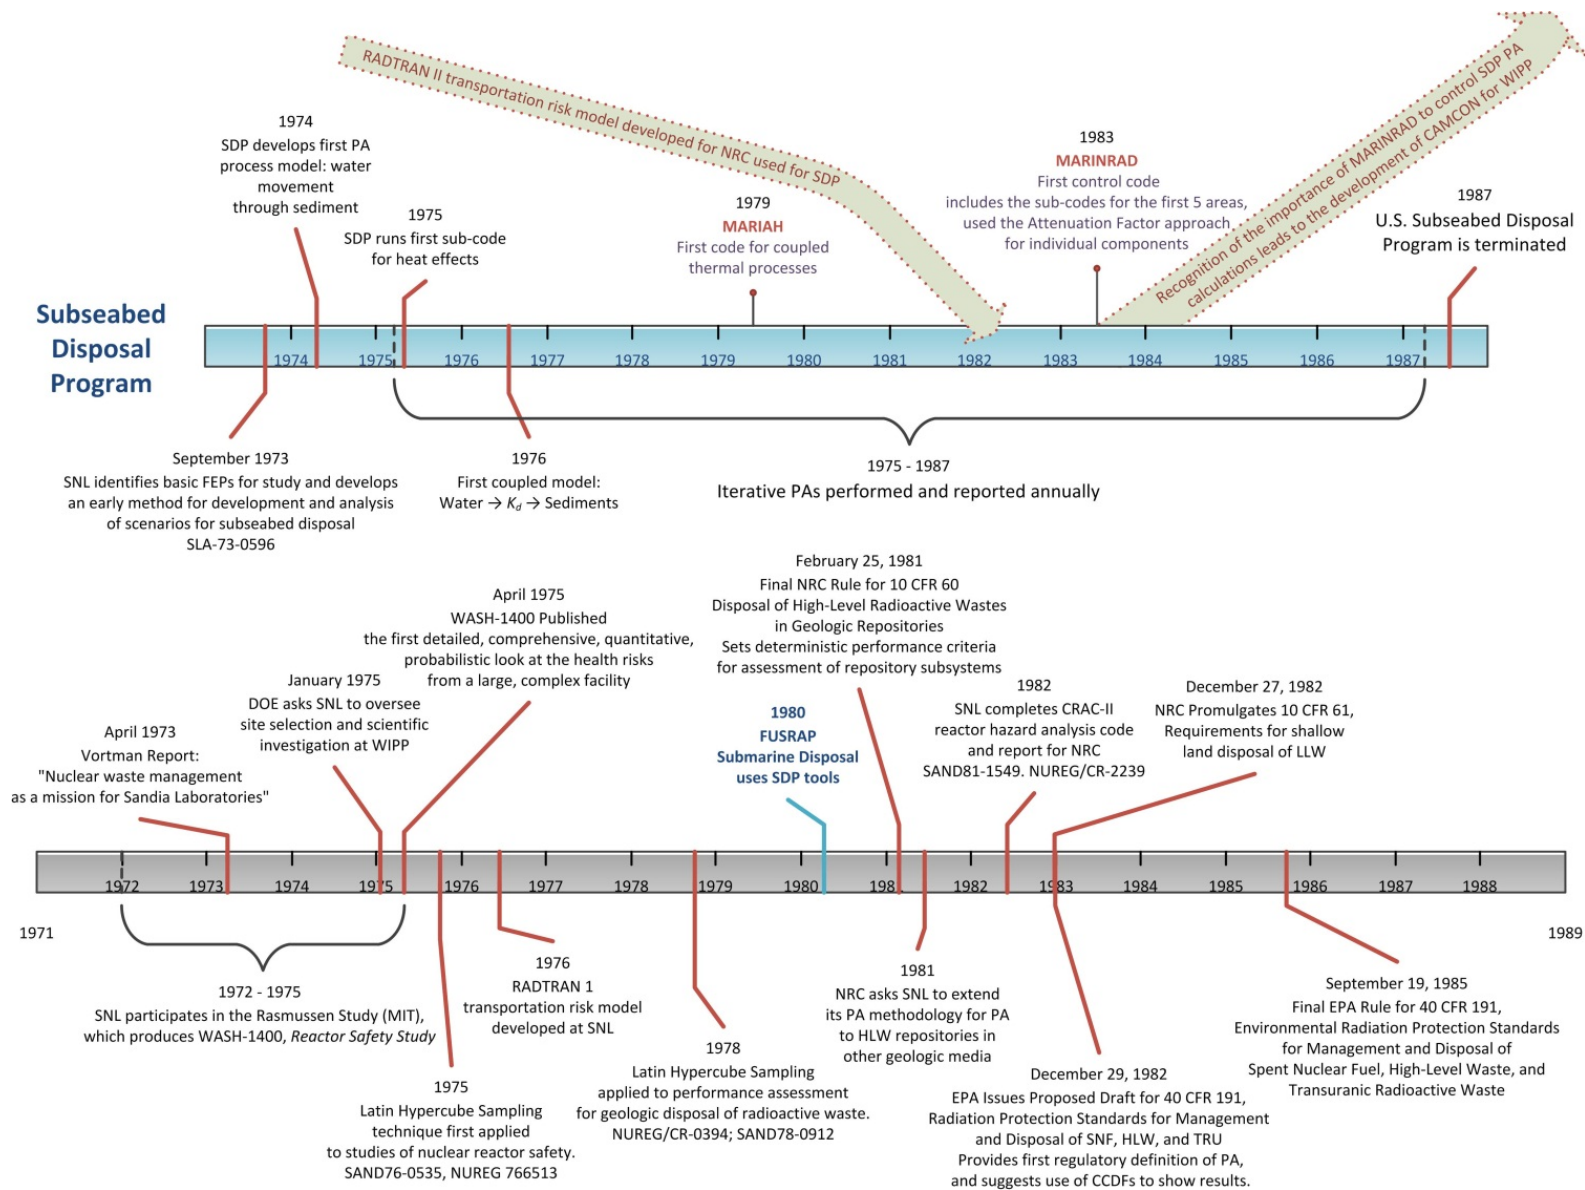 RADTRAN II transportation risk model developed for NRC used for SDP
Recognition of the importance of MARINRAD to control SDP PA
calculations leads to the development of CAMCON for WIPP
1974
SDP develops first PA
process model: water
movement
through sediment
1975
SDP runs first sub-code
for heat effects
1979
MARIAH
First code for coupled
thermal processes
1983
MARINRAD
First control code
includes the sub-codes for the first 5 areas,
used the Attenuation Factor approach
for individual components
1987
U.S. Subseabed Disposal
Program is terminated
Subseabed
Disposal
Program
1974 1975 1976 1977 1978 1979 1980 1981 1982 1983 1984 1985 1986 1987
September 1973
SNL identifies basic FEPs for study and develops
an early method for development and analysis
of scenarios for subseabed disposal
SLA-73-0596
1976
First coupled model:
Water → Kd → Sediments
1975 - 1987
Iterative PAs performed and reported annually
April 1973
Vortman Report:
"Nuclear waste management
as a mission for Sandia Laboratories"
January 1975
DOE asks SNL to oversee
site selection and scientific
investigation at WIPP
April 1975
WASH-1400 Published
the first detailed, comprehensive, quantitative,
probabilistic look at the health risks
from a large, complex facility
1980
FUSRAP
Submarine Disposal
uses SDP tools
February 25, 1981
Final NRC Rule for 10 CFR 60
Disposal of High-Level Radioactive Wastes
in Geologic Repositories
Sets deterministic performance criteria
for assessment of repository subsystems
1982
SNL completes CRAC-II
reactor hazard analysis code
and report for NRC
SAND81-1549. NUREG/CR-2239
December 27, 1982
NRC Promulgates 10 CFR 61,
Requirements for shallow
land disposal of LLW
1972 1973 1974 1975 1976 1977 1978 1979 1980 1981 1982 1983 1984 1985 1986 1987 1988
1971
1989
1972 - 1975
SNL participates in the Rasmussen Study (MIT),
which produces WASH-1400, Reactor Safety Study
1975
Latin Hypercube Sampling
technique first applied
to studies of nuclear reactor safety.
SAND76-0535, NUREG 766513
1976
RADTRAN 1
transportation risk model
developed at SNL
1978
Latin Hypercube Sampling
applied to performance assessment
for geologic disposal of radioactive waste.
NUREG/CR-0394; SAND78-0912
1981
NRC asks SNL to extend
its PA methodology for PA
to HLW repositories in
other geologic media
December 29, 1982
EPA Issues Proposed Draft for 40 CFR 191,
Radiation Protection Standards for Management
and Disposal of SNF, HLW, and TRU
Provides first regulatory definition of PA,
and suggests use of CCDFs to show results.
September 19, 1985
Final EPA Rule for 40 CFR 191,
Environmental Radiation Protection Standards
for Management and Disposal of
Spent Nuclear Fuel, High-Level Waste, and
Transuranic Radioactive Waste